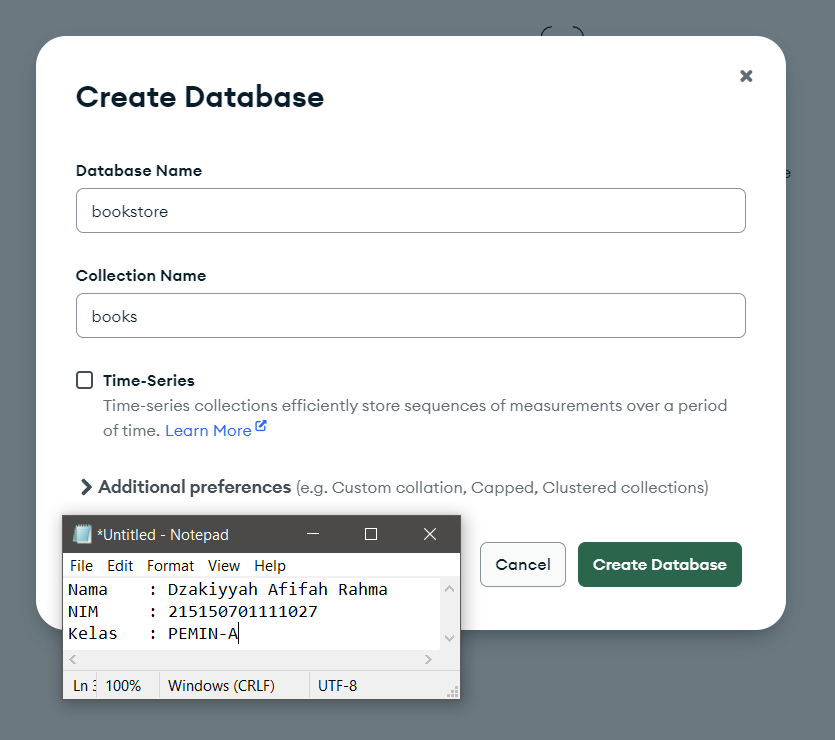 Create Database
Database Name
bookstore
Collection Name
books
Time-Series
Time-series collections efficiently store sequences of measurements over a period
of time. Learn More
Additional preferences (e.g. Custom collation, Capped, Clustered collections)
Cancel
Create Database
*Untitled - Notepad
File Edit Format View Help
Nama : Dzakiyyah Afifah Rahma
NIM : 215150701111027
Kelas : PEMIN-A
Ln 100% Windows (CRLF) UTF-8